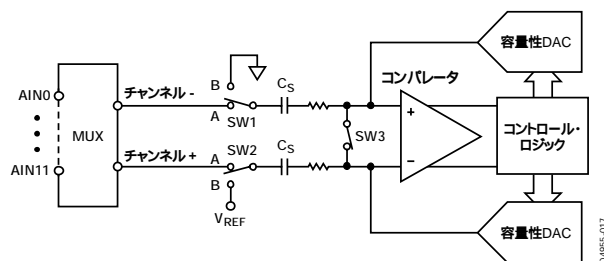 容量性DAC
B
CS
コンパレータ
AIN0
チャンネル -
A
SW1
+
MUX
SW3
コントロール・
ロジック
チャンネル +
A
SW2
CS
−
AIN11
B
VREF
容量性DAC
04955-017